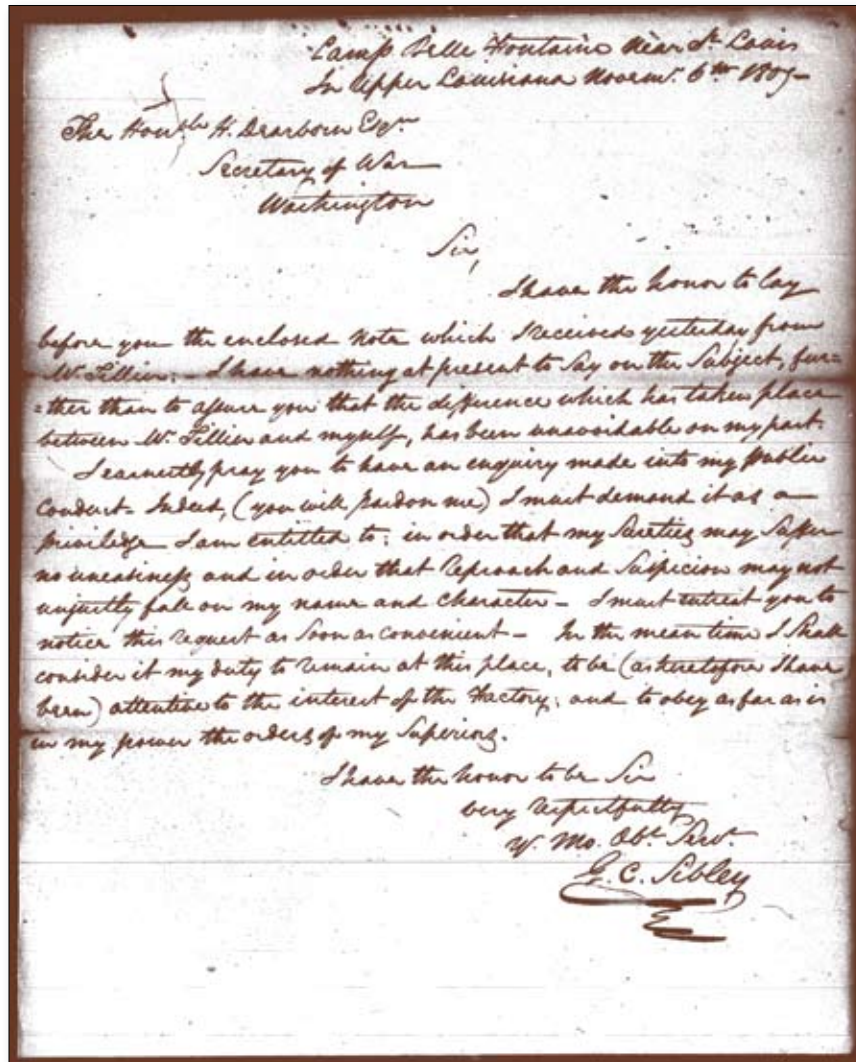 Camp Belle Fontaine Near St. Louis
In Upper Louisiana Novemr. 6th 1807 –
The Honble H. Dearborn Esqr
Secretary of War
Washington
Sir,
I have the honor to lay
before you the enclosed note which I received yesterday from
Mr. Tillier: – I have nothing at present to say on the Subject, fur=
=ther than to assure you that the difference which has taken place
between Mr. Tillier and myself, has been unavoidable on my part.
I earnestly pray you to have an enquiry made into my public
Conduct – Indeed, (you will pardon me) I must demand it as a
privilege I am entitled to; in order that my Sureties may Suffer
no uneasiness and in order that Reproach and Suspicion may not
unjustly fall on my name and character – I must entreat you to
notice this request as Soon as convenient – In the mean time I Shall
consider it my duty to remain at this place, to be (as heretofore I have
been) attentive to the interest of the Factory; and to obey as far as is
in my power the orders of my Superiors.
I have the honor to be Sir
very respectfully
Yr. Mo. Obt. Servt.
G. C. Sibley